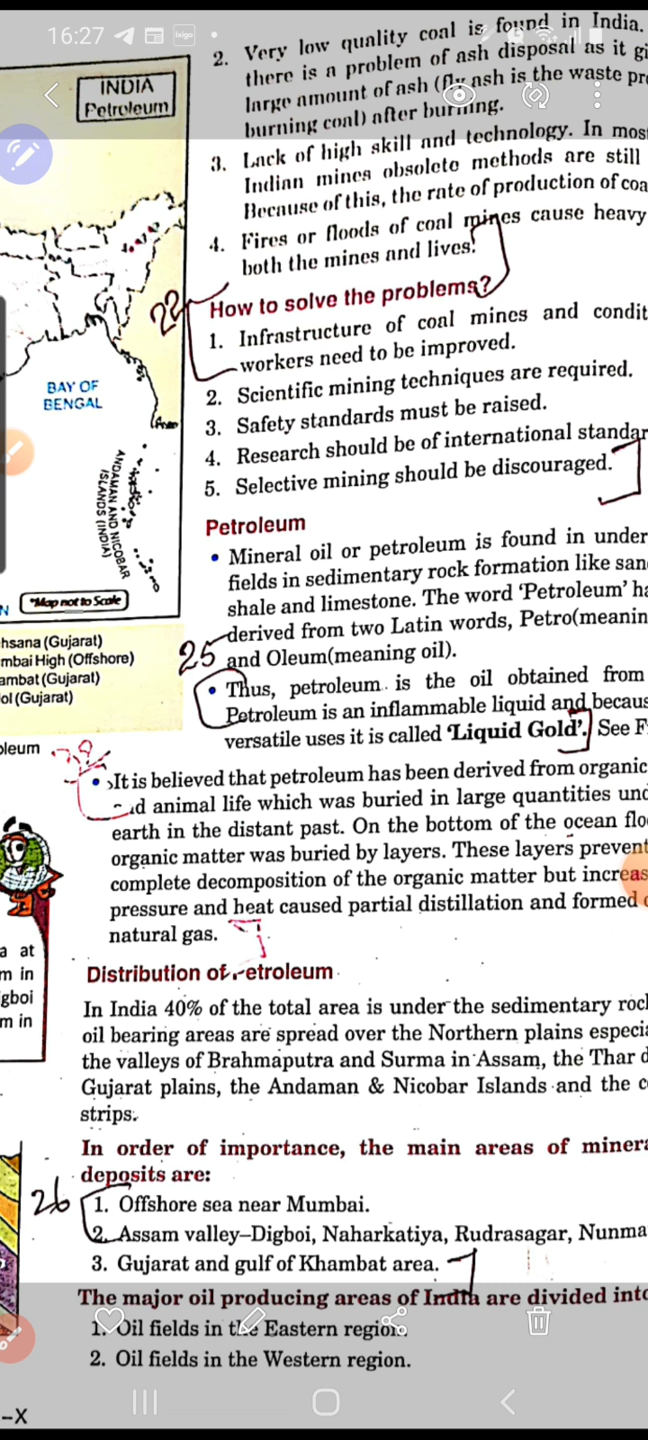 16:27
ixigo
INDIA
Petroleum
BAY OF
BENGAL
ANDAMAN AND NICOBAR
ISLANDS (INDIA)
N
*Map not to Scale
hsana (Gujarat)
mbai High (Offshore)
ambat (Gujarat)
ol (Gujarat)
oleum
a at
m in
gboi
m in
-X
2. Very low quality coal is found in India.
there is a problem of ash disposal as it gi
large amount of ash (fly ash is the waste pr
burning coal) after burning.
3. Lack of high skill and technology. In mos
Indian mines obsolete methods are still
Because of this, the rate of production of coa
4. Fires or floods of coal mines cause heavy
both the mines and lives.
22
How to solve the problems?
1. Infrastructure of coal mines and condit
workers need to be improved.
2. Scientific mining techniques are required.
3. Safety standards must be raised.
4. Research should be of international standar
5. Selective mining should be discouraged.
Petroleum
• Mineral oil or petroleum is found in under
fields in sedimentary rock formation like san
shale and limestone. The word 'Petroleum' ha
derived from two Latin words, Petro(meanin
25 and Oleum(meaning oil).
• Thus, petroleum is the oil obtained from
Petroleum is an inflammable liquid and becaus
versatile uses it is called 'Liquid Gold'. See F
• It is believed that petroleum has been derived from organic
d animal life which was buried in large quantities und
earth in the distant past. On the bottom of the ocean flo
organic matter was buried by layers. These layers prevent
complete decomposition of the organic matter but increas
pressure and heat caused partial distillation and formed
natural gas.
Distribution of etroleum
In India 40% of the total area is under the sedimentary rock
oil bearing areas are spread over the Northern plains especia
the valleys of Brahmaputra and Surma in Assam, the Thar d
Gujarat plains, the Andaman & Nicobar Islands and the c
strips.
In order of importance, the main areas of minera
deposits are:
26 1. Offshore sea near Mumbai.
2. Assam valley–Digboi, Naharkatiya, Rudrasagar, Nunma
3. Gujarat and gulf of Khambat area.
The major oil producing areas of India are divided into
1. Oil fields in the Eastern region.
2. Oil fields in the Western region.